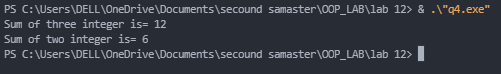 PS C:\Users\DELL\OneDrive\Documents\secound samaster\OOP_LAB\lab 12> & .\"q4.exe"
Sum of three integer is= 12
Sum of two integer is= 6
PS C:\Users\DELL\OneDrive\Documents\secound samaster\OOP_LAB\lab 12>